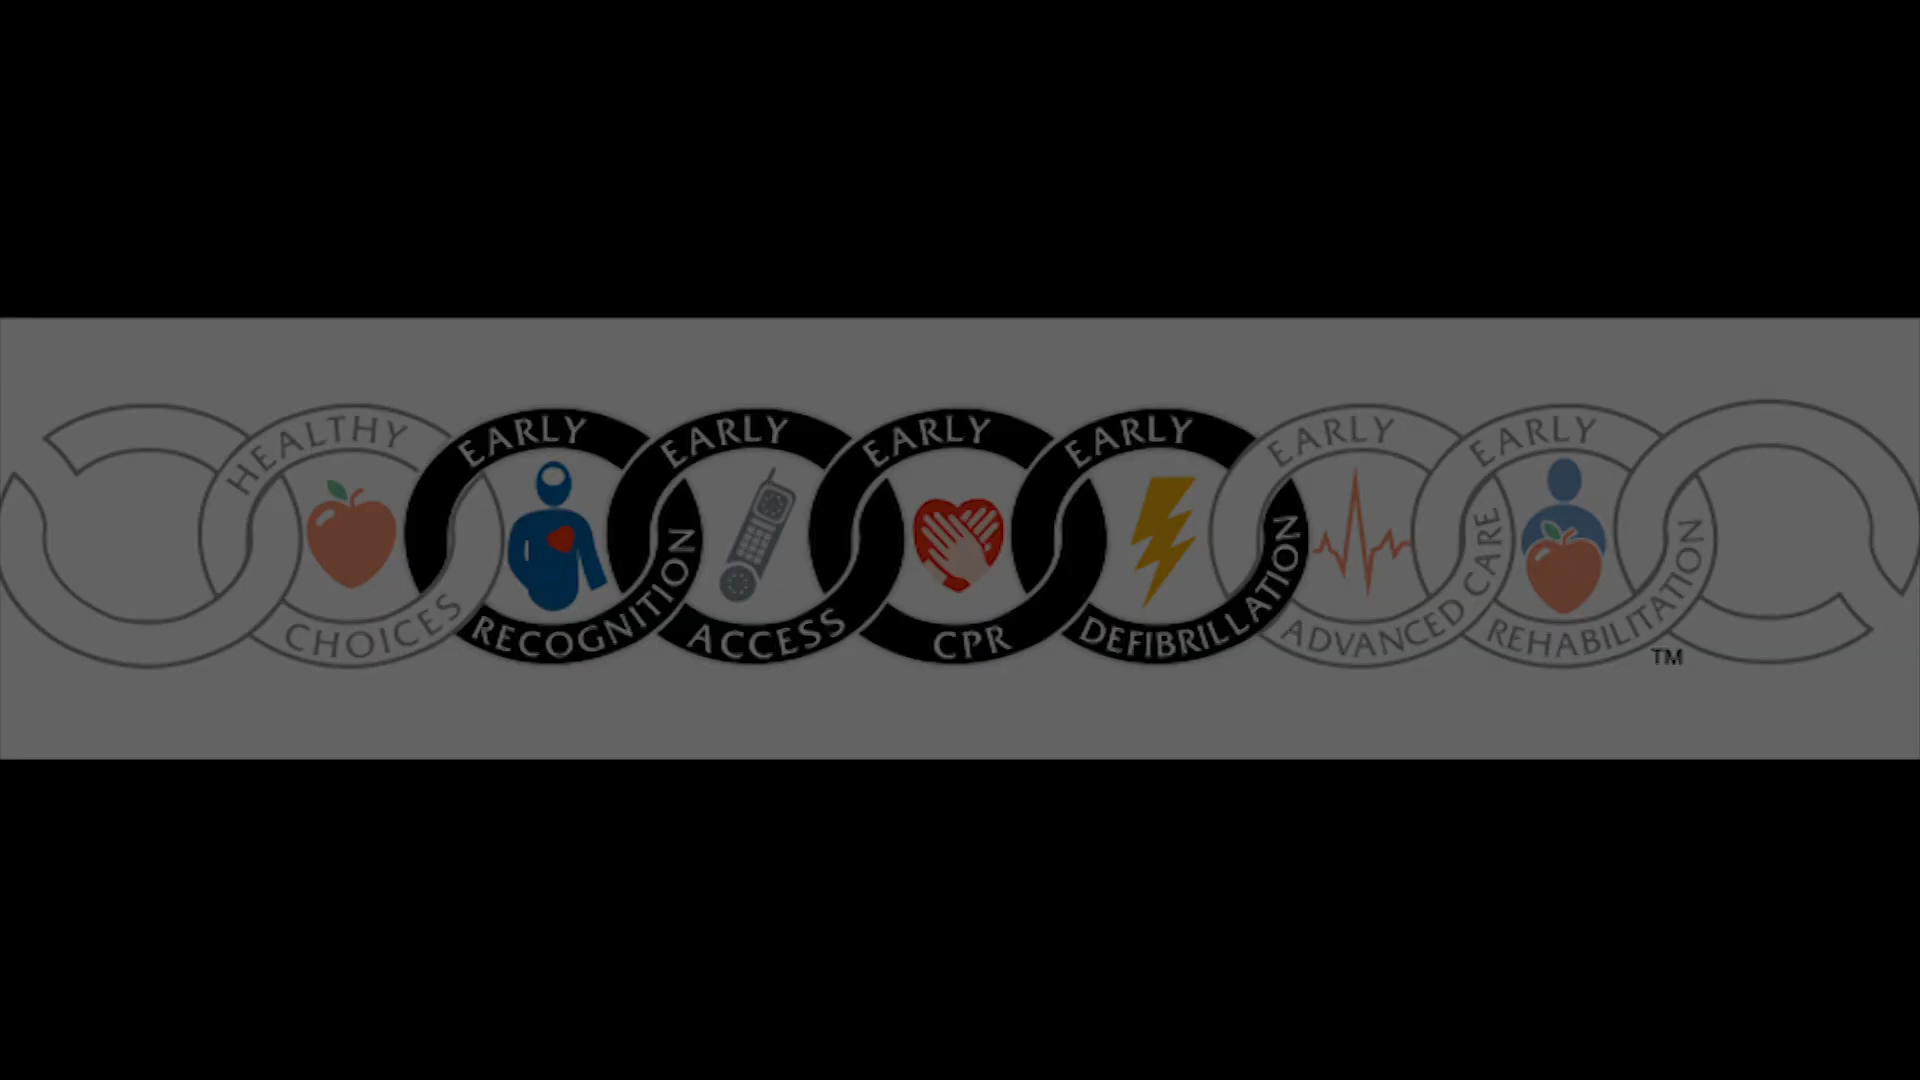 HEALTHY
CHOICES
EARLY
RECOGNITION
EARLY
ACCESS
EARLY
CPR
EARLY
DEFIBRILLATION
EARLY
ADVANCED CARE
EARLY
REHABILITATION
TM